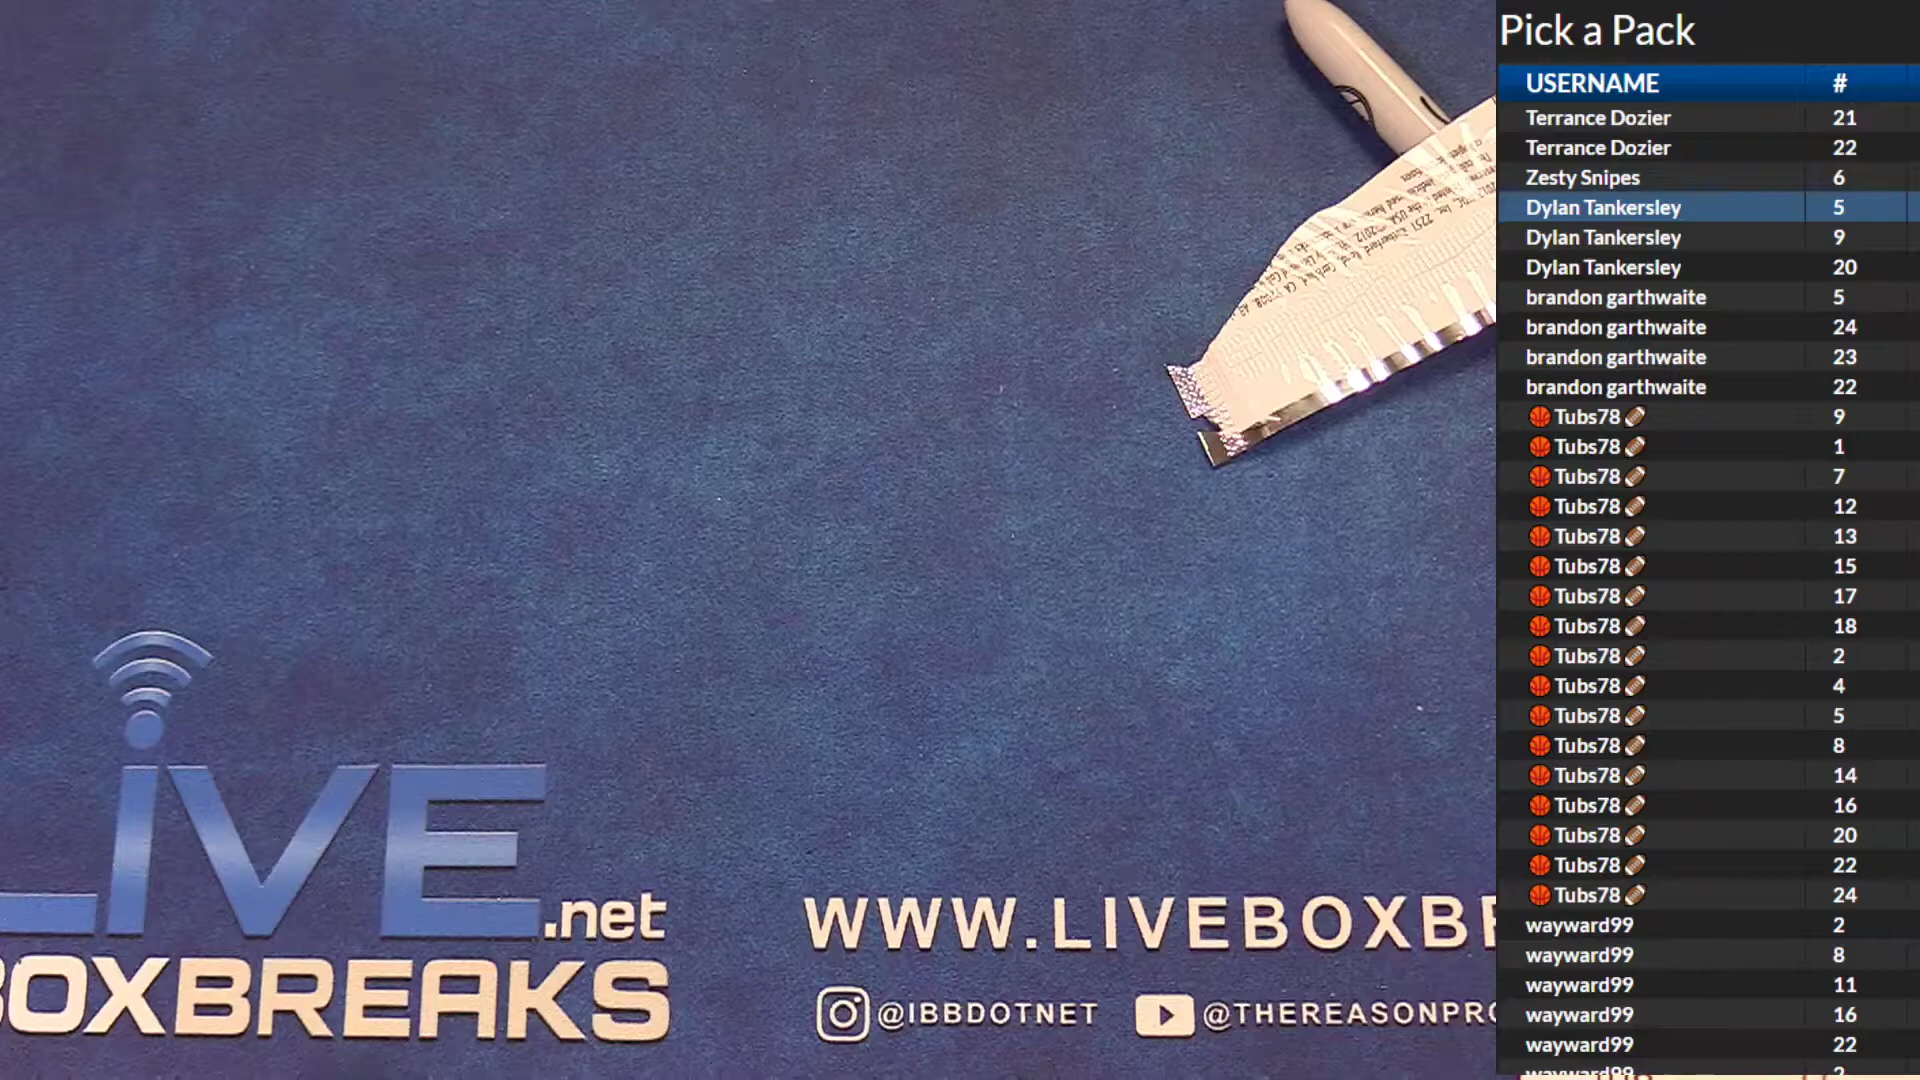 Pick a Pack
USERNAME #
Terrance Dozier 21
Terrance Dozier 22
Zesty Snipes 6
Dylan Tankersley 5
Dylan Tankersley 9
Dylan Tankersley 20
brandon garthwaite 5
brandon garthwaite 24
brandon garthwaite 23
brandon garthwaite 22
🏀 Tubs78 🏈 9
🏀 Tubs78 🏈 1
🏀 Tubs78 🏈 7
🏀 Tubs78 🏈 12
🏀 Tubs78 🏈 13
🏀 Tubs78 🏈 15
🏀 Tubs78 🏈 17
🏀 Tubs78 🏈 18
🏀 Tubs78 🏈 2
🏀 Tubs78 🏈 4
🏀 Tubs78 🏈 5
🏀 Tubs78 🏈 8
🏀 Tubs78 🏈 14
🏀 Tubs78 🏈 16
🏀 Tubs78 🏈 20
🏀 Tubs78 🏈 22
🏀 Tubs78 🏈 24
wayward99 2
wayward99 8
wayward99 11
wayward99 16
wayward99 22
LIVE
.net
BOXBREAKS
WWW.LIVEBOXB
@IBBDOTNET @THEREASONPR